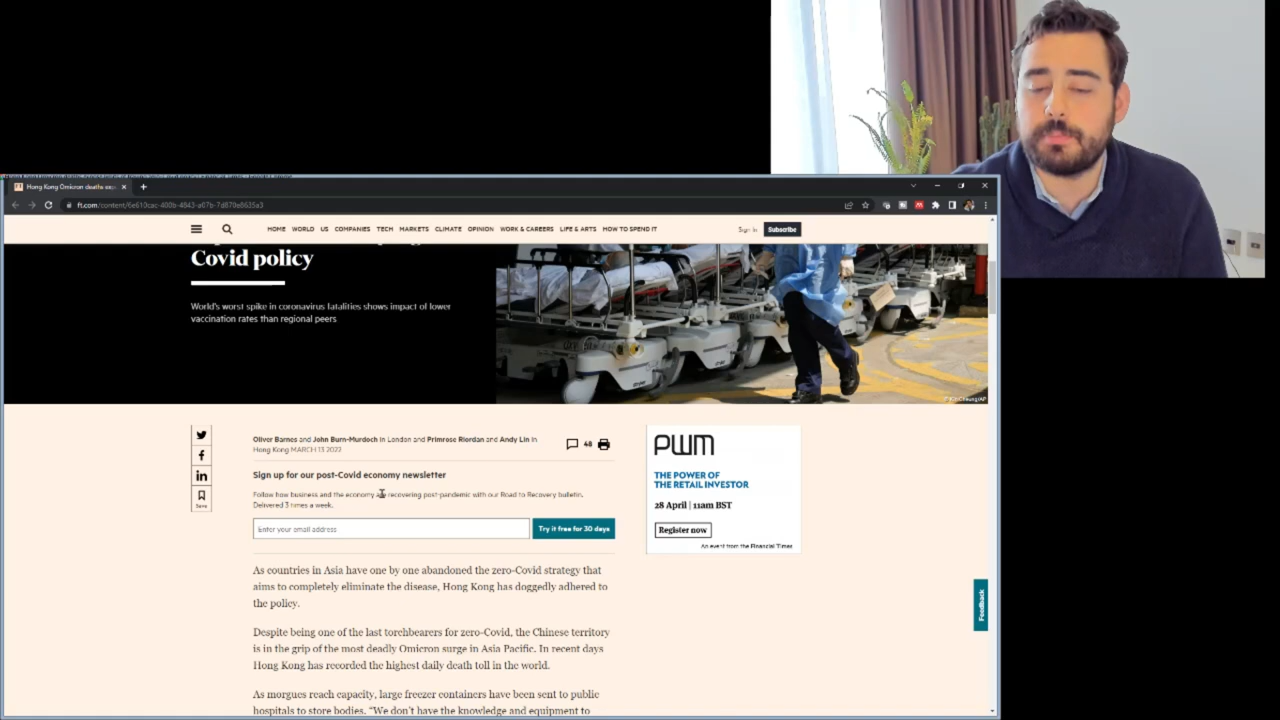 Hong Kong Omicron deaths exp
ft.com/content/6e610cac-400b-4843-a07b-7d870e8635a3
HOME WORLD US COMPANIES TECH MARKETS CLIMATE OPINION WORK & CAREERS LIFE & ARTS HOW TO SPEND IT
Sign In Subscribe
Covid policy
World's worst spike in coronavirus fatalities shows impact of lower
vaccination rates than regional peers
Oliver Barnes and John Burn-Murdoch in London and Primrose Riordan and Andy Lin in
Hong Kong MARCH 13 2022
48
Save
Sign up for our post-Covid economy newsletter
Follow how business and the economy are recovering post-pandemic with our Road to Recovery bulletin.
Delivered 3 times a week.
Enter your email address
Try it free for 30 days
PWM
THE POWER OF
THE RETAIL INVESTOR
28 April | 11am BST
Register now
An event from the Financial Times
Feedback
As countries in Asia have one by one abandoned the zero-Covid strategy that
aims to completely eliminate the disease, Hong Kong has doggedly adhered to
the policy.
Despite being one of the last torchbearers for zero-Covid, the Chinese territory
is in the grip of the most deadly Omicron surge in Asia Pacific. In recent days
Hong Kong has recorded the highest daily death toll in the world.
As morgues reach capacity, large freezer containers have been sent to public
hospitals to store bodies. "We don't have the knowledge and equipment to